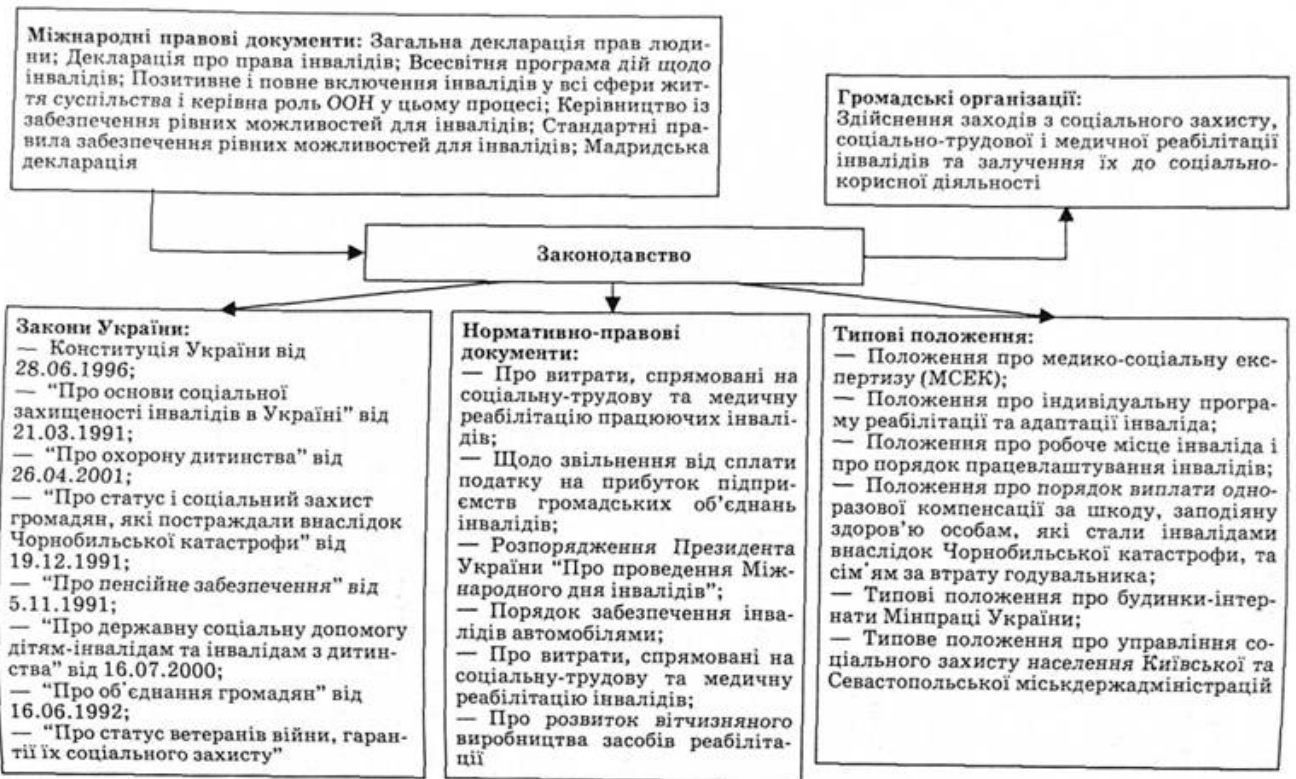 Міжнародні правові документи: Загальна декларація прав люди-
ни; Декларація про права інвалідів; Всесвітня програма дій щодо
інвалідів; Позитивне і повне включення інвалідів у всі сфери жит-
тя суспільства і керівна роль ООН у цьому процесі; Керівництво із
забезпечення рівних можливостей для інвалідів; Стандартні пра-
вила забезпечення рівних можливостей для інвалідів; Мадридська
декларація
Громадські організації:
Здійснення заходів з соціального захисту,
соціально-трудової і медичної реабілітації
інвалідів та залучення їх до соціально-
корисної діяльності
Законодавство
Закони України:
— Конституція України від
28.06.1996;
— “Про основи соціальної
захищеності інвалідів в Україні” від
21.03.1991;
— “Про охорону дитинства” від
26.04.2001;
— “Про статус і соціальний захист
громадян, які постраждали внаслідок
Чорнобильської катастрофи” від
19.12.1991;
— “Про пенсійне забезпечення” від
5.11.1991;
— “Про державну соціальну допомогу
дітям-інвалідам та інвалідам з дитин-
ства” від 16.07.2000;
— “Про об'єднання громадян” від
16.06.1992;
— “Про статус ветеранів війни, гаран-
тії їх соціального захисту”
Нормативно-правові
документи:
— Про витрати, спрямовані на
соціальну-трудову та медичну
реабілітацію працюючих інвалі-
дів;
— Щодо звільнення від сплати
податку на прибуток підпри-
ємств громадських об'єднань
інвалідів;
— Розпорядження Президента
України “Про проведення Між-
народного дня інвалідів”;
— Порядок забезпечення інва-
лідів автомобілями;
— Про витрати, спрямовані на
соціально-трудову та медичну
реабілітацію інвалідів;
— Про розвиток вітчизняного
виробництва засобів реабіліта-
ції
Типові положення:
— Положення про медико-соціальну екс-
пертизу (МСЕК);
— Положення про індивідуальну програ-
му реабілітації та адаптації інваліда;
— Положення про робоче місце інваліда і
про порядок працевлаштування інвалідів;
— Положення про порядок виплати одно-
разової компенсації за шкоду, заподіяну
здоров'ю особам, які стали інвалідами
внаслідок Чорнобильської катастрофи, та
сім'ям за втрату годувальника;
— Типові положення про будинки-інтер-
нати Мінпраці України;
— Типове положення про управління со-
ціального захисту населення Київської та
Севастопольської міськдержадміністрацій